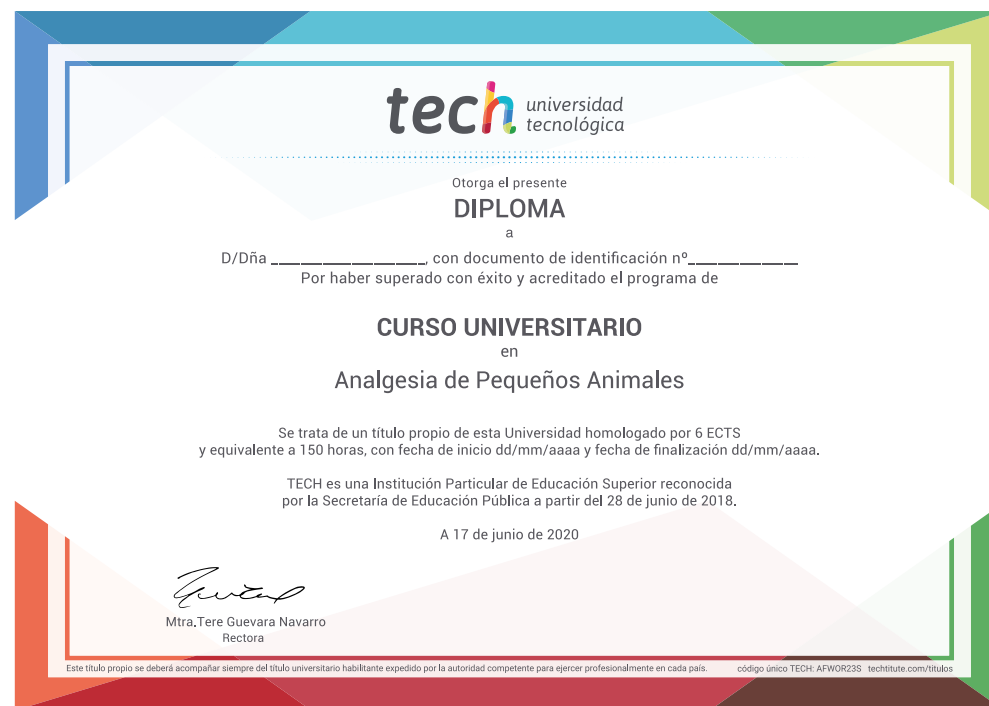 tech universidad
tecnológica
Otorga el presente
DIPLOMA
a
D/Dña ____________________, con documento de identificación nº______________
Por haber superado con éxito y acreditado el programa de
CURSO UNIVERSITARIO
en
Analgesia de Pequeños Animales
Se trata de un título propio de esta Universidad homologado por 6 ECTS
y equivalente a 150 horas, con fecha de inicio dd/mm/aaaa y fecha de finalización dd/mm/aaaa.
TECH es una Institución Particular de Educación Superior reconocida
por la Secretaría de Educación Pública a partir del 28 de junio de 2018.
A 17 de junio de 2020
Mtra.Tere Guevara Navarro
Rectora
Este título propio se deberá acompañar siempre del título universitario habilitante expedido por la autoridad competente para ejercer profesionalmente en cada país. código único TECH: AFWOR23S techtitute.com/titulos